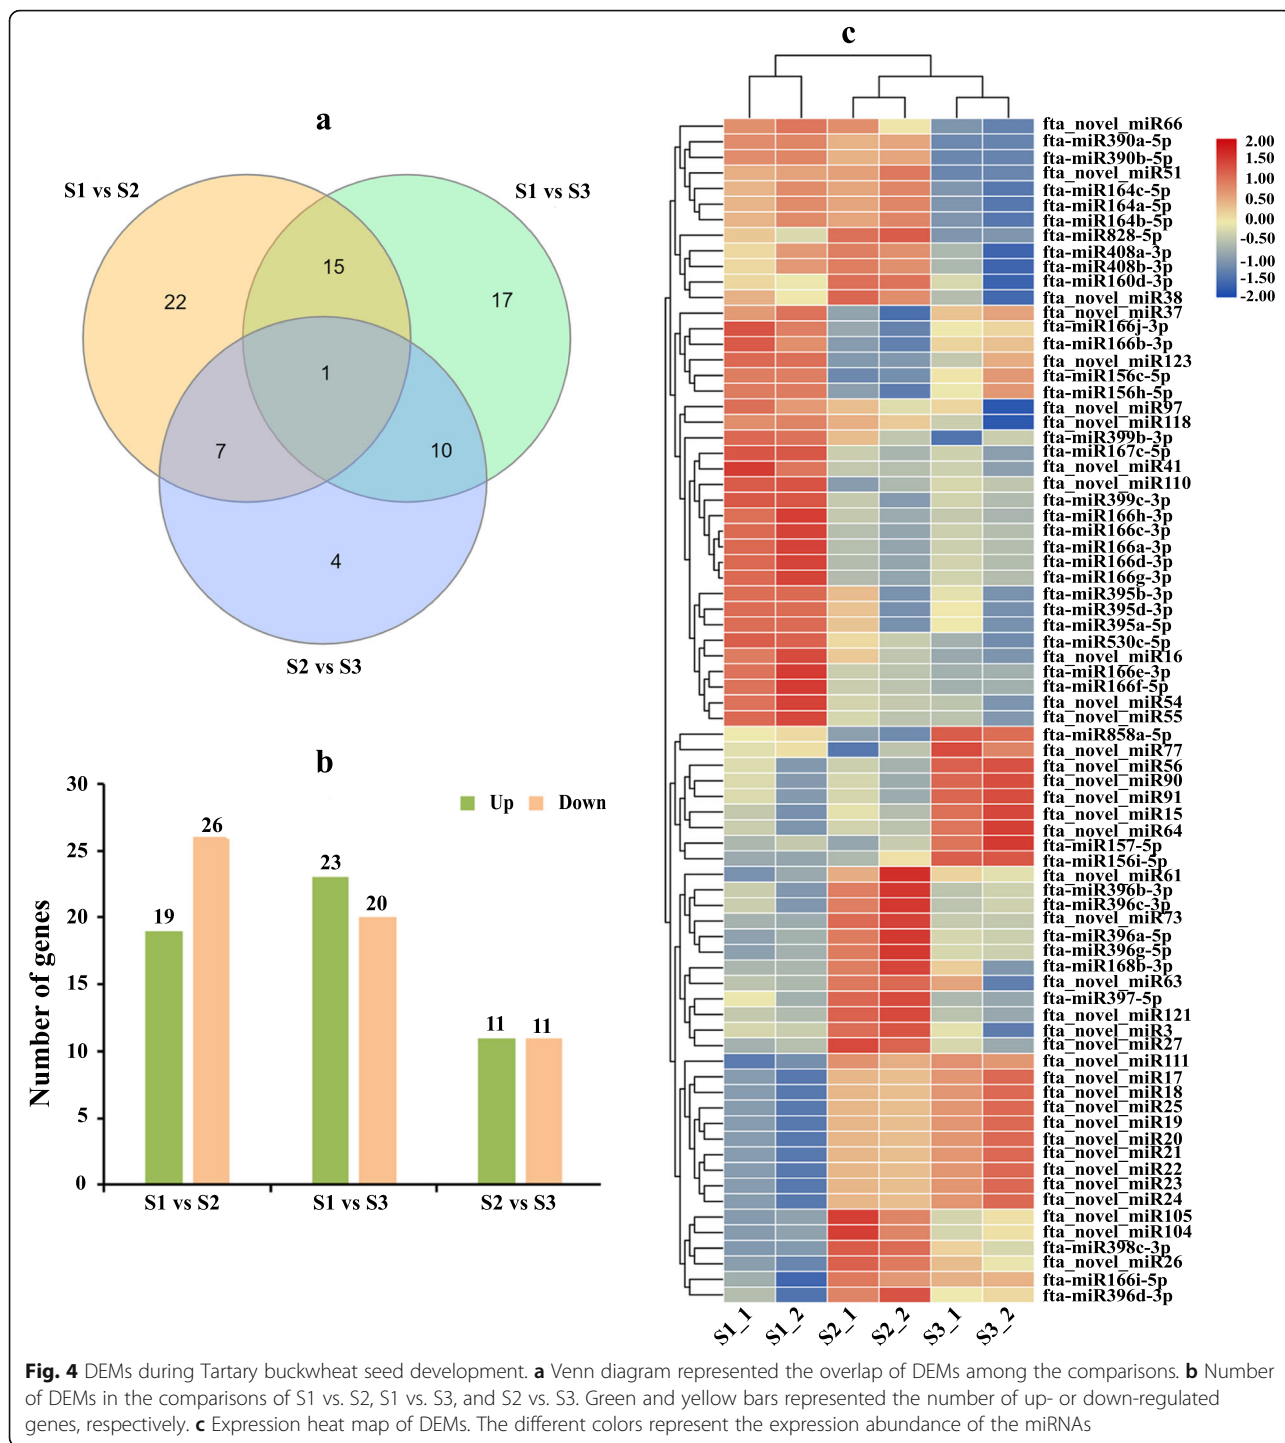 a
S1 vs S2
S1 vs S3
15
22
17
1
7
10
4
S2 vs S3
b
30
25
20
15
10
5
0
Number of genes
Up
Down
19
26
23
20
11
11
S1 vs S2
S1 vs S3
S2 vs S3
c
fta_novel_miR66
fta-miR390a-5p
fta-miR390b-5p
fta_novel_miR51
fta-miR164c-5p
fta-miR164a-5p
fta-miR164b-5p
fta-miR828-5p
fta-miR408a-3p
fta-miR408b-3p
fta-miR160d-3p
fta_novel_miR38
fta_novel_miR37
fta-miR166j-3p
fta-miR166b-3p
fta_novel_miR123
fta-miR156c-5p
fta-miR156h-5p
fta_novel_miR97
fta_novel_miR118
fta-miR399b-3p
fta-miR167c-5p
fta_novel_miR41
fta_novel_miR110
fta-miR399c-3p
fta-miR166h-3p
fta-miR166c-3p
fta-miR166a-3p
fta-miR166d-3p
fta-miR166g-3p
fta-miR395b-3p
fta-miR395d-3p
fta-miR395a-5p
fta-miR530c-5p
fta_novel_miR16
fta-miR166e-3p
fta-miR166f-5p
fta_novel_miR54
fta_novel_miR55
fta-miR858a-5p
fta_novel_miR77
fta_novel_miR56
fta_novel_miR90
fta_novel_miR91
fta_novel_miR15
fta_novel_miR64
fta-miR157-5p
fta-miR156i-5p
fta_novel_miR61
fta-miR396b-3p
fta-miR396c-3p
fta_novel_miR73
fta-miR396a-5p
fta-miR396g-5p
fta-miR168b-3p
fta_novel_miR63
fta-miR397-5p
fta_novel_miR121
fta_novel_miR3
fta_novel_miR27
fta_novel_miR111
fta_novel_miR17
fta_novel_miR18
fta_novel_miR25
fta_novel_miR19
fta_novel_miR20
fta_novel_miR21
fta_novel_miR22
fta_novel_miR23
fta_novel_miR24
fta_novel_miR105
fta_novel_miR104
fta-miR398c-3p
fta_novel_miR26
fta-miR166i-5p
fta-miR396d-3p
2.00
1.50
1.00
0.50
0.00
-0.50
-1.00
-1.50
-2.00
S1_1
S1_2
S2_1
S2_2
S3_1
S3_2
Fig. 4 DEMs during Tartary buckwheat seed development. a Venn diagram represented the overlap of DEMs among the comparisons. b Number
of DEMs in the comparisons of S1 vs. S2, S1 vs. S3, and S2 vs. S3. Green and yellow bars represented the number of up- or down-regulated
genes, respectively. c Expression heat map of DEMs. The different colors represent the expression abundance of the miRNAs